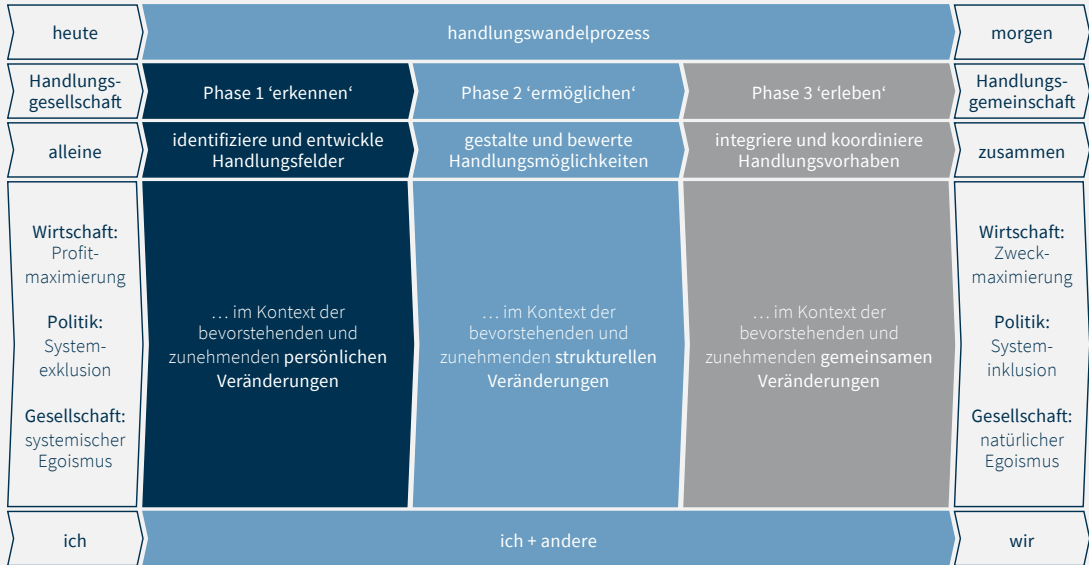 heute
handlungswandelprozess
morgen
Handlungs-
gesellschaft
Phase 1 ‘erkennen‘
Phase 2 ‘ermöglichen‘
Phase 3 ‘erleben‘
Handlungs-
gemeinschaft
alleine
identifiziere und entwickle
Handlungsfelder
gestalte und bewerte
Handlungsmöglichkeiten
integriere und koordiniere
Handlungsvorhaben
zusammen
Wirtschaft:
Profit-
maximierung
Politik:
System-
exklusion
Gesellschaft:
systemischer
Egoismus
… im Kontext der
bevorstehenden und
zunehmenden persönlichen
Veränderungen
… im Kontext der
bevorstehenden und
zunehmenden strukturellen
Veränderungen
… im Kontext der
bevorstehenden und
zunehmenden gemeinsamen
Veränderungen
Wirtschaft:
Zweck-
maximierung
Politik:
System-
inklusion
Gesellschaft:
natürlicher
Egoismus
ich
ich + andere
wir